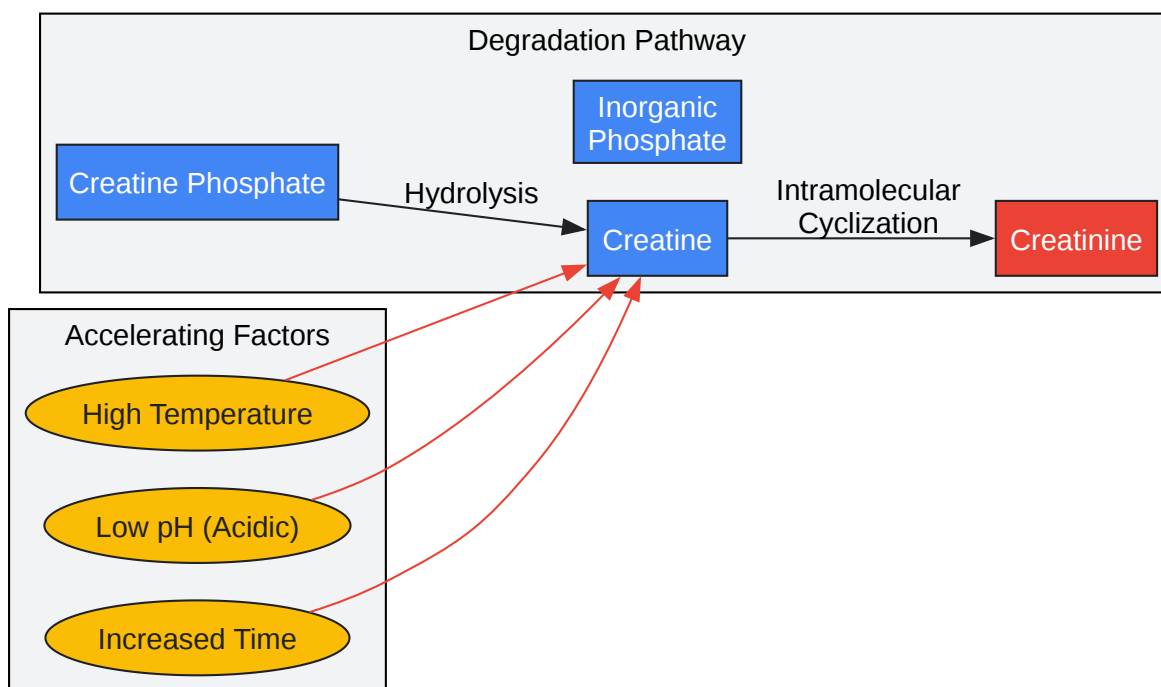 Degradation Pathway
Inorganic
Phosphate
Creatine Phosphate
Hydrolysis
Creatine
Intramolecular
Cyclization
Creatinine
Accelerating Factors
High Temperature
Low pH (Acidic)
Increased Time